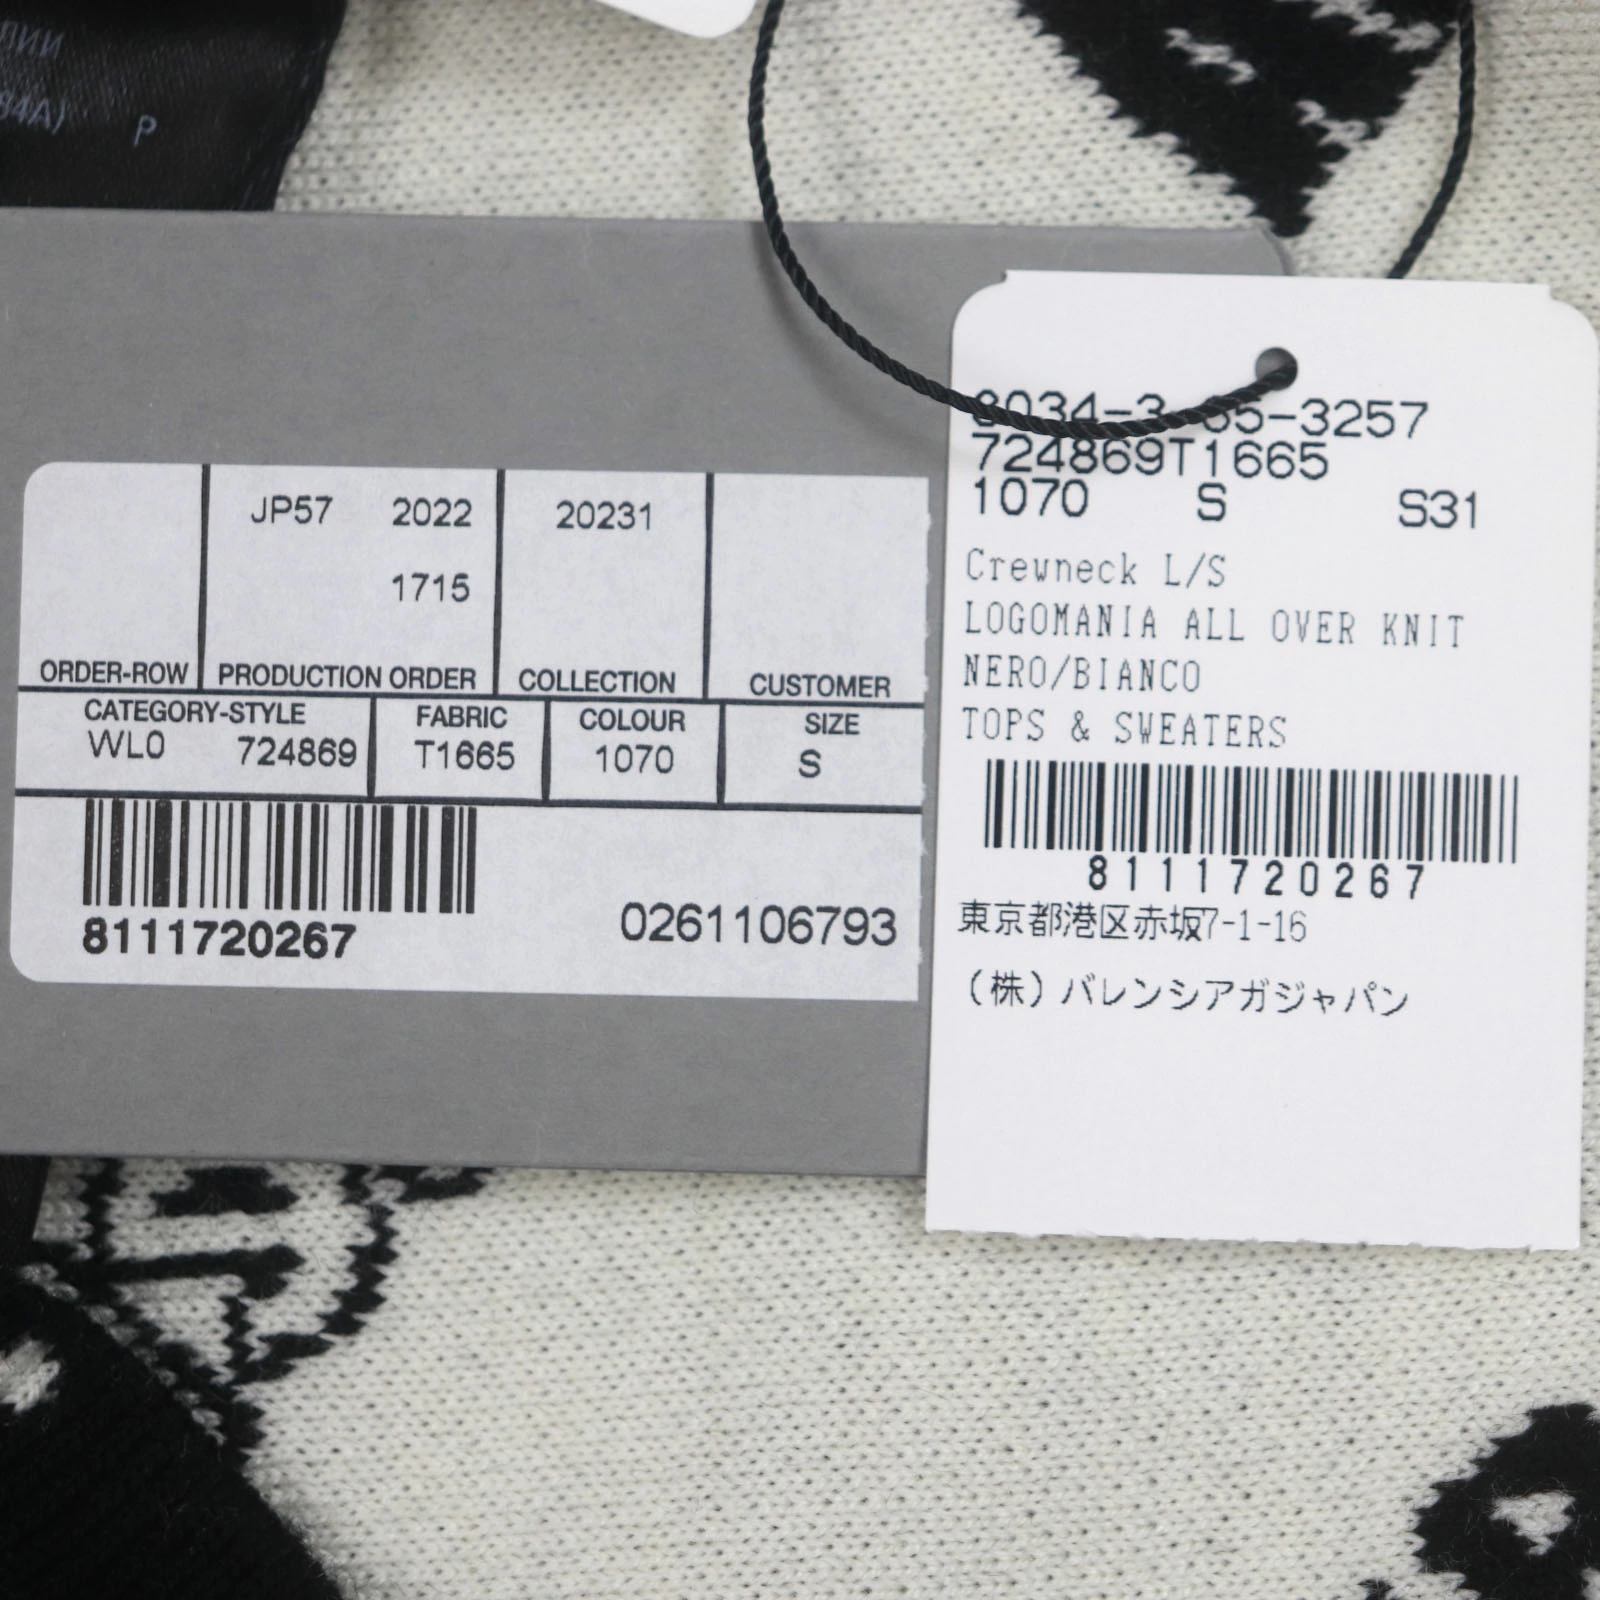 P
JP57 2022 20231
1715
ORDER-ROW PRODUCTION ORDER COLLECTION CUSTOMER
CATEGORY-STYLE FABRIC COLOUR SIZE
WL0 724869 T1665 1070 S
8111720267 0261106793
724869T1665
1070 S S31
Crewneck L/S
LOGOMANIA ALL OVER KNIT
NERO/BIANCO
TOPS & SWEATERS
8111720267
東京都港区赤坂7-1-16
(株)バレンシアガジャパン